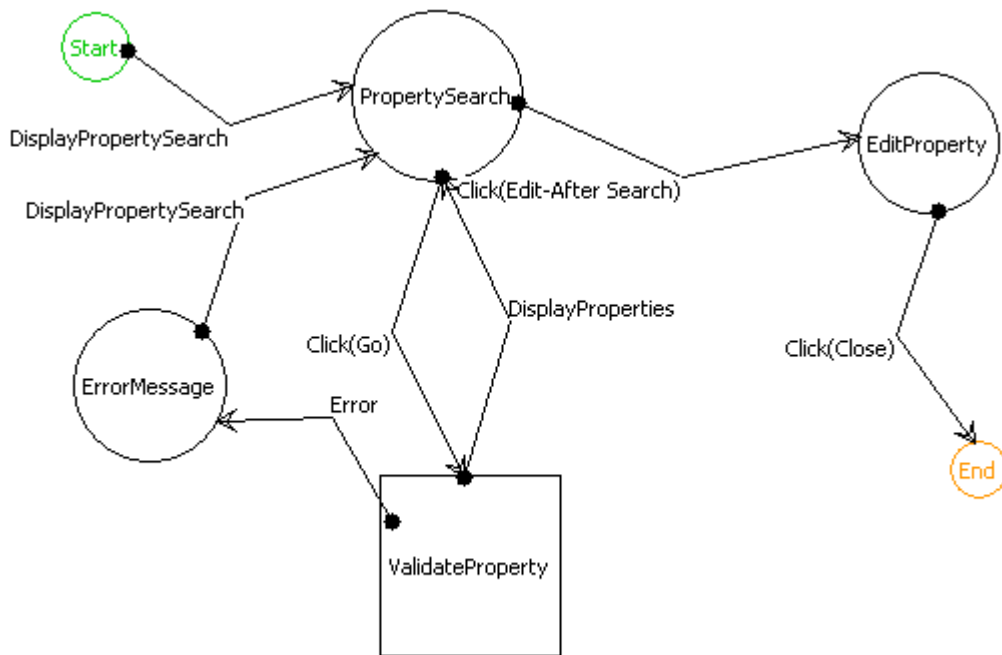 Start
PropertySearch
DisplayPropertySearch
EditProperty
Click(Edit-After Search)
DisplayPropertySearch
DisplayProperties
Click(Go)
Click(Close)
ErrorMessage
Error
End
ValidateProperty